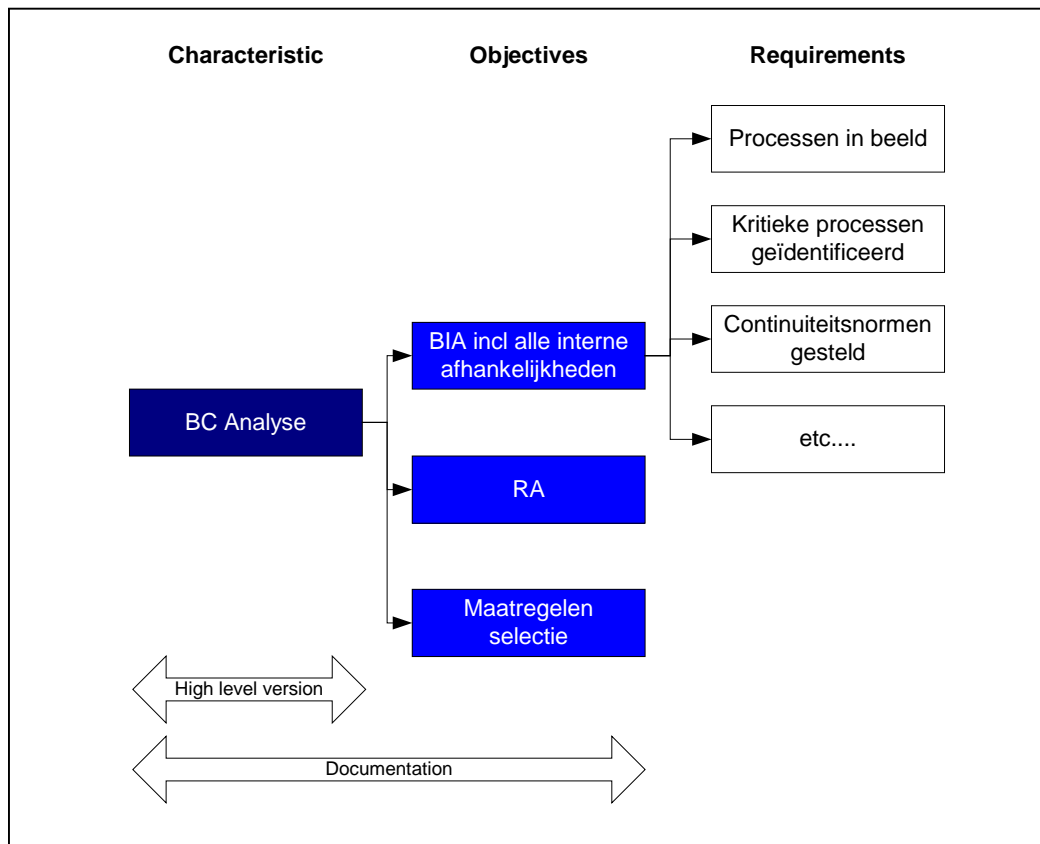 Characteristic
Objectives
Requirements
Processen in beeld
Kritieke processen
geïdentificeerd
BIA incl alle interne
afhankelijkheden
Continuiteitsnormen
gesteld
BC Analyse
etc....
RA
Maatregelen
selectie
High level version
Documentation